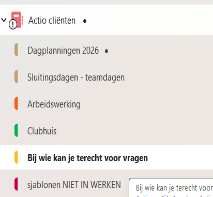 Actio cliënten
Dagplanningen 2026
Sluitingsdagen - teamdagen
Arbeidswerking
Clubhuis
Bij wie kan je terecht voor vragen
sjablonen NIET IN WERKEN
Bij wie kan je terecht voor